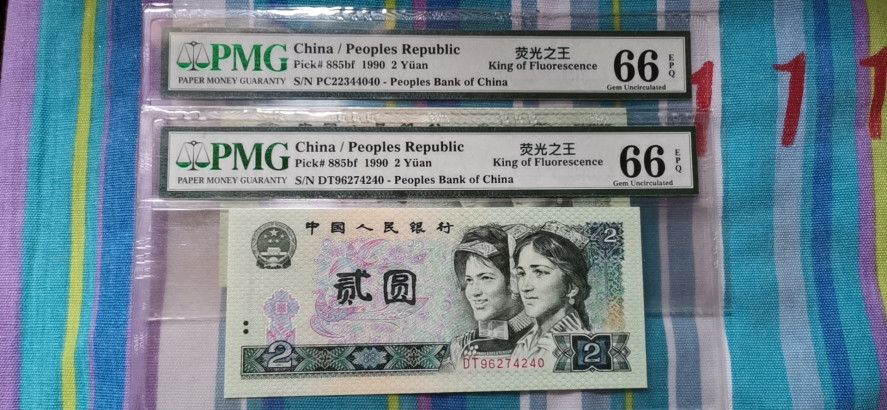 PMG
PAPER MONEY GUARANTY
China / Peoples Republic
Pick# 885bf 1990 2 Yüan
S/N PC22344040 - Peoples Bank of China
荧光之王
King of Fluorescence
66 EPQ
Gem Uncirculated
PMG
PAPER MONEY GUARANTY
China / Peoples Republic
Pick# 885bf 1990 2 Yüan
S/N DT96274240 - Peoples Bank of China
荧光之王
King of Fluorescence
66 EPQ
Gem Uncirculated
1 1 1
中国人民银行
2
贰圆
2
DT96274240
2